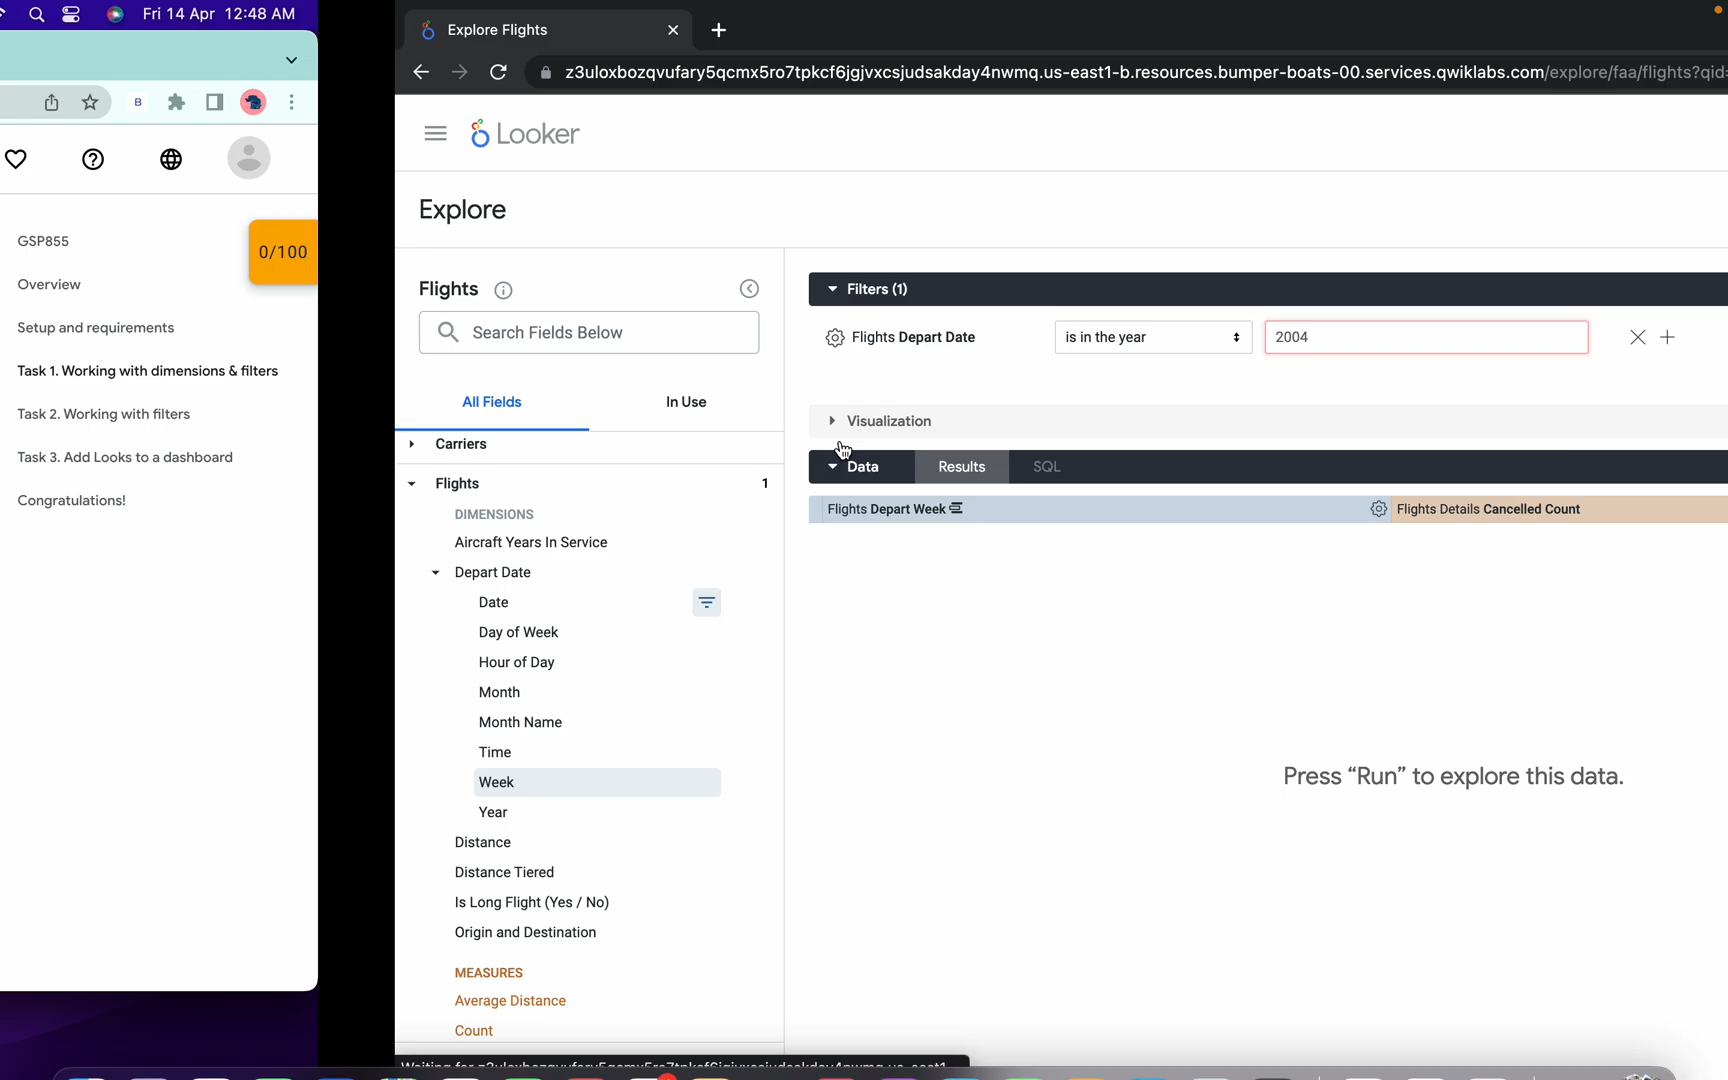 Fri 14 Apr 12:48 AM
B
GSP855
0/100
Overview
Setup and requirements
Task 1. Working with dimensions & filters
Task 2. Working with filters
Task 3. Add Looks to a dashboard
Congratulations!
Explore Flights
z3uloxbozqvufary5qcmx5ro7tpkcf6jgjvxcsjudsakday4nwmq.us-east1-b.resources.bumper-boats-00.services.qwiklabs.com/explore/faa/flights?qid=
Looker
Explore
Flights
Search Fields Below
All Fields
In Use
Carriers
Flights 1
DIMENSIONS
Aircraft Years In Service
Depart Date
Date
Day of Week
Hour of Day
Month
Month Name
Time
Week
Year
Distance
Distance Tiered
Is Long Flight (Yes / No)
Origin and Destination
MEASURES
Average Distance
Count
Filters (1)
Flights Depart Date is in the year 2004
Visualization
Data Results SQL
Flights Depart Week Flights Details Cancelled Count
Press “Run” to explore this data.